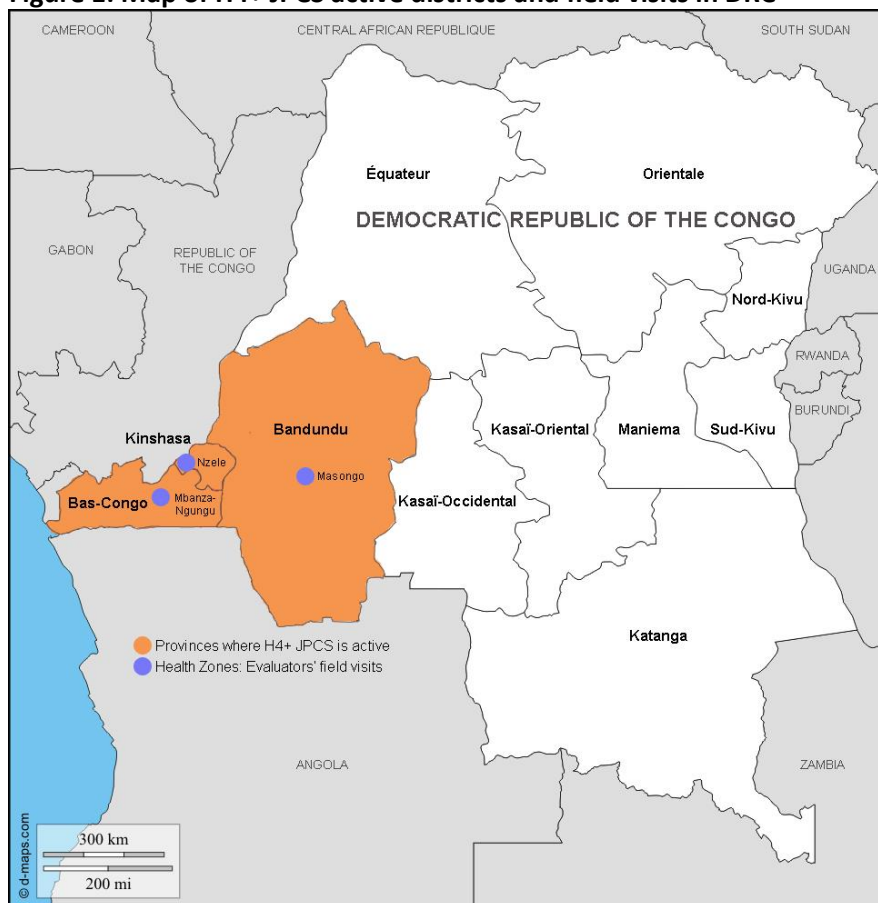 Figure Map of H4+ JPCS active districts and field visits in DRC
CAMEROON
CENTRAL AFRICAN REPUBLIQUE
SOUTH SUDAN
Équateur
Orientale
DEMOCRATIC REPUBLIC OF THE CONGO
GABON
REPUBLIC OF
THE CONGO
UGANDA
Nord-Kivu
RWANDA
BURUNDI
Kinshasa
Bandundu
Kasaï-Oriental
Maniema
Sud-Kivu
Nzele
Masongo
Bas-Congo
Mbanza-
Ngungu
Kasaï-Occidental
Katanga
Provinces where H4+ JPCS is active
Health Zones: Evaluators' field visits
ANGOLA
ZAMBIA
300 km
200 mi
© d-maps.com